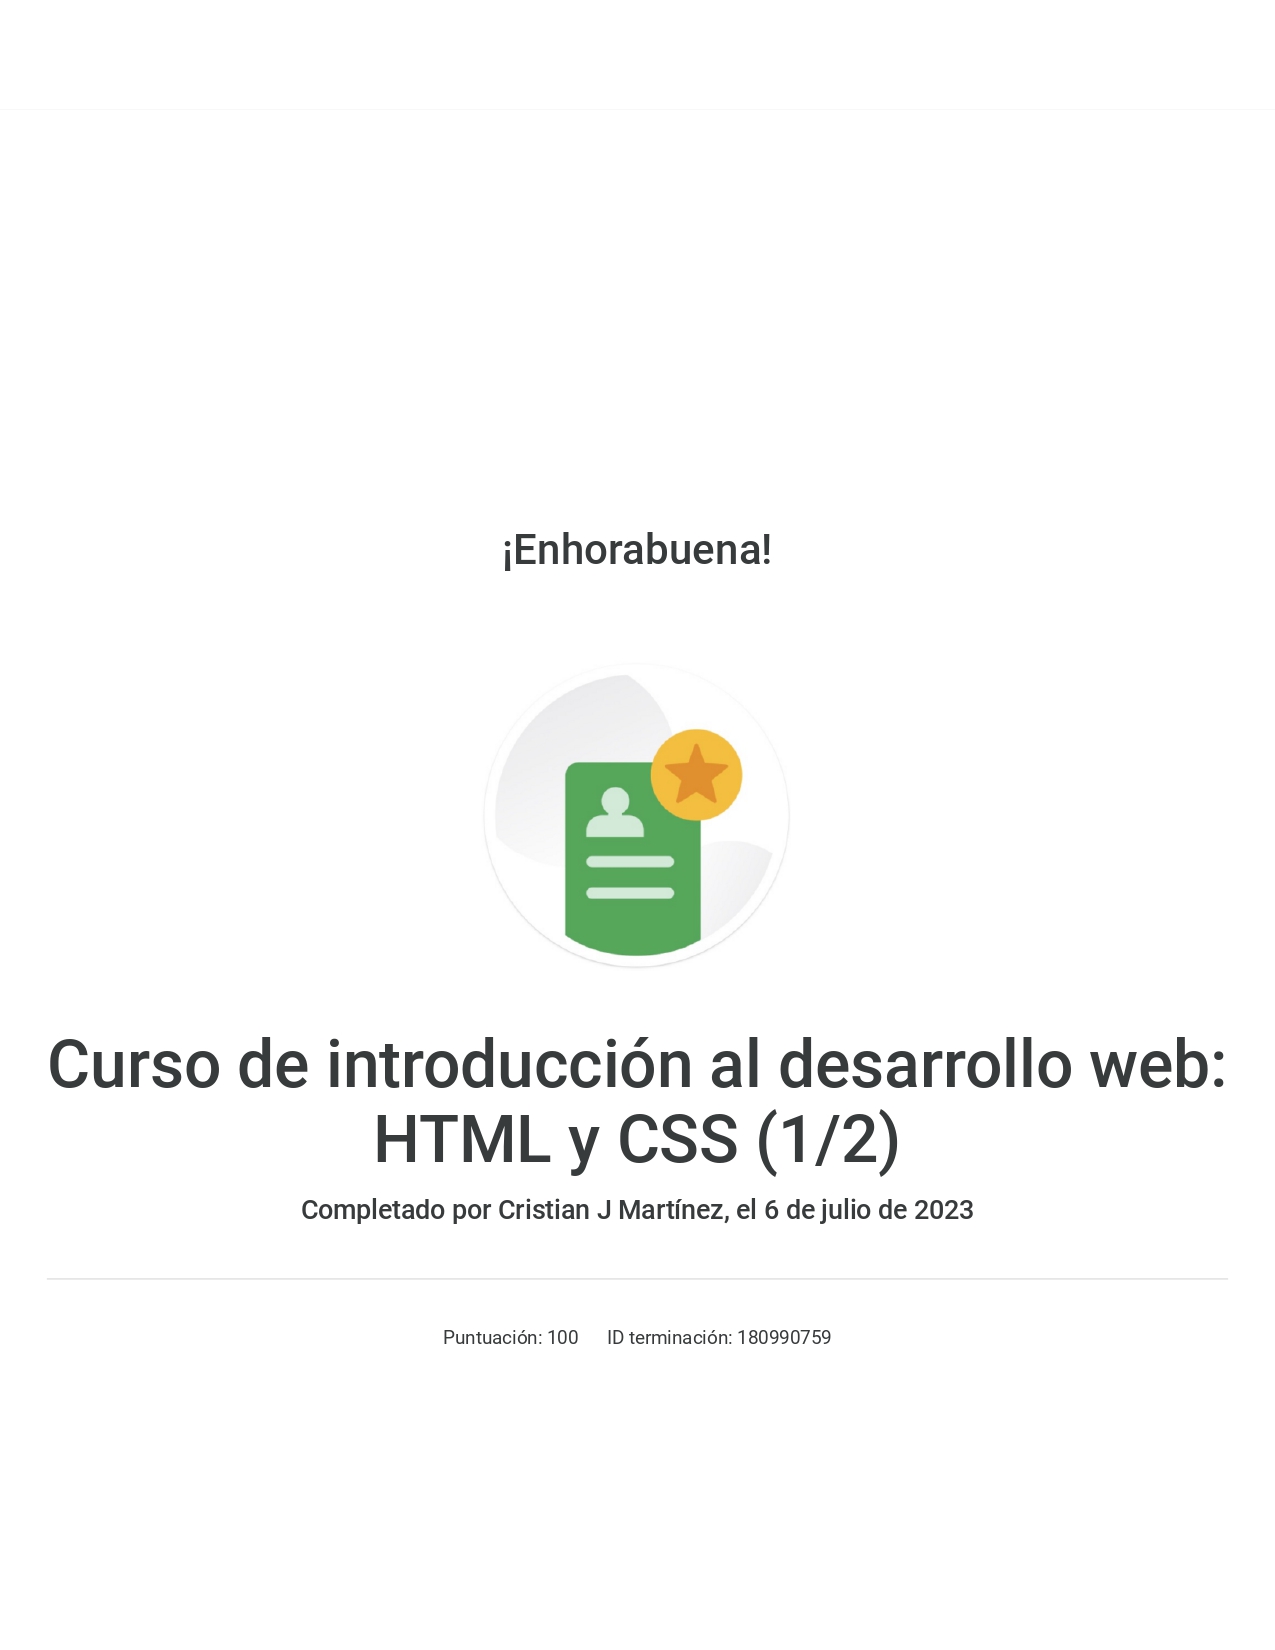 ¡Enhorabuena!
Curso de introducción al desarrollo web:
HTML y CSS (1/2)
Completado por Cristian J Martínez, el 6 de julio de 2023
Puntuación: 100 ID terminación: 180990759